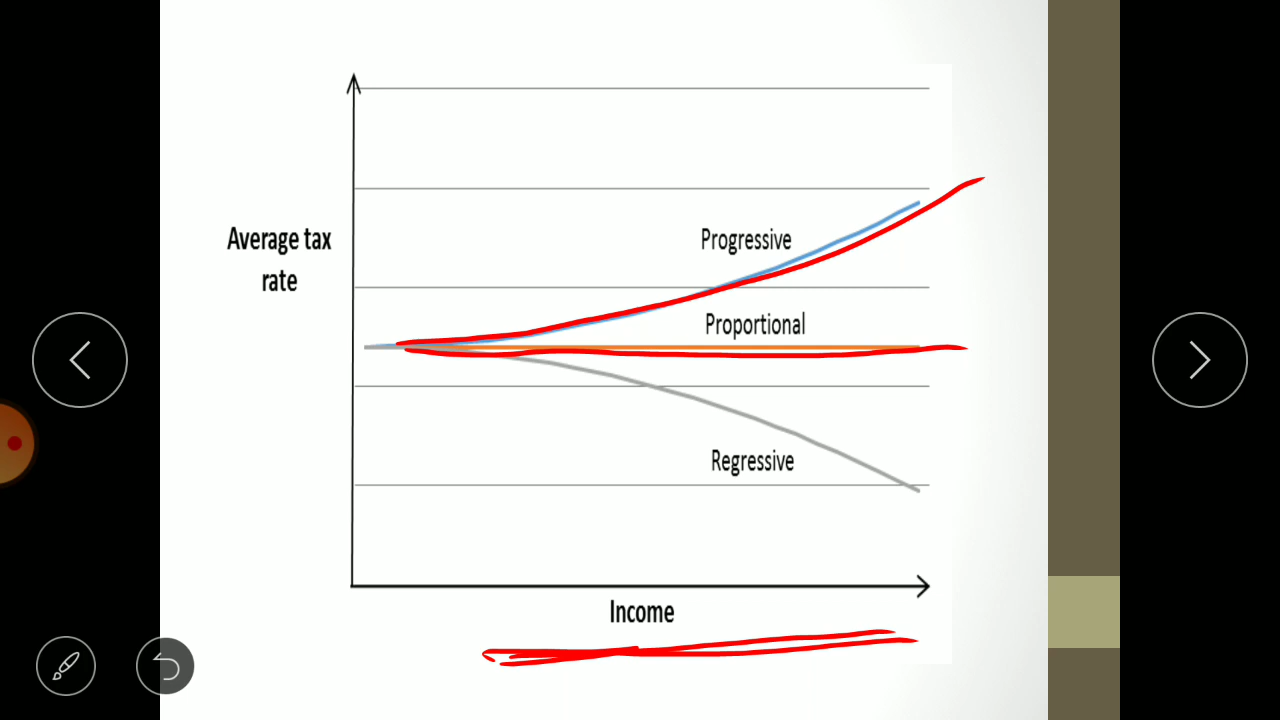 Average tax
rate
Progressive
Proportional
Regressive
Income